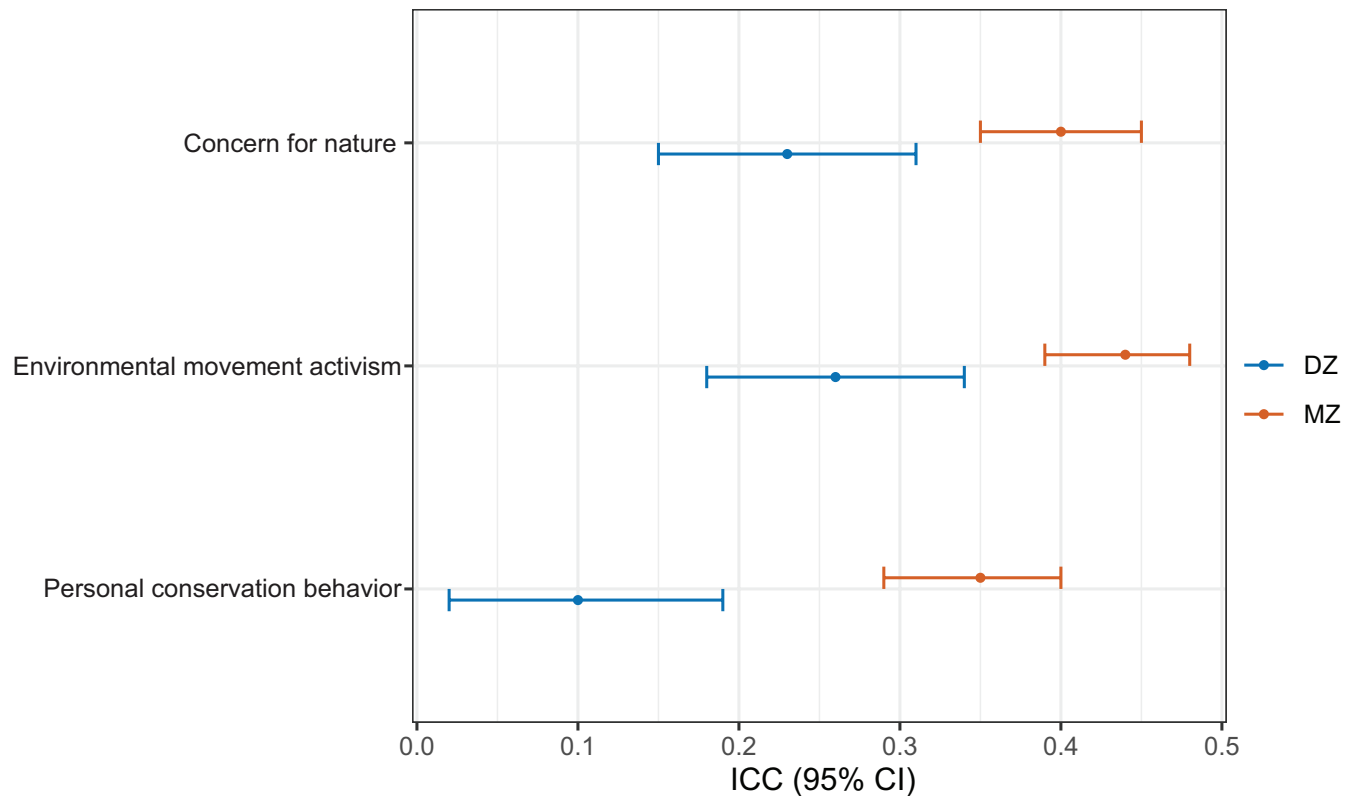 Concern for nature
Environmental movement activism
Personal conservation behavior
0.0 0.1 0.2 0.3 0.4 0.5
ICC (95% CI)
DZ
MZ